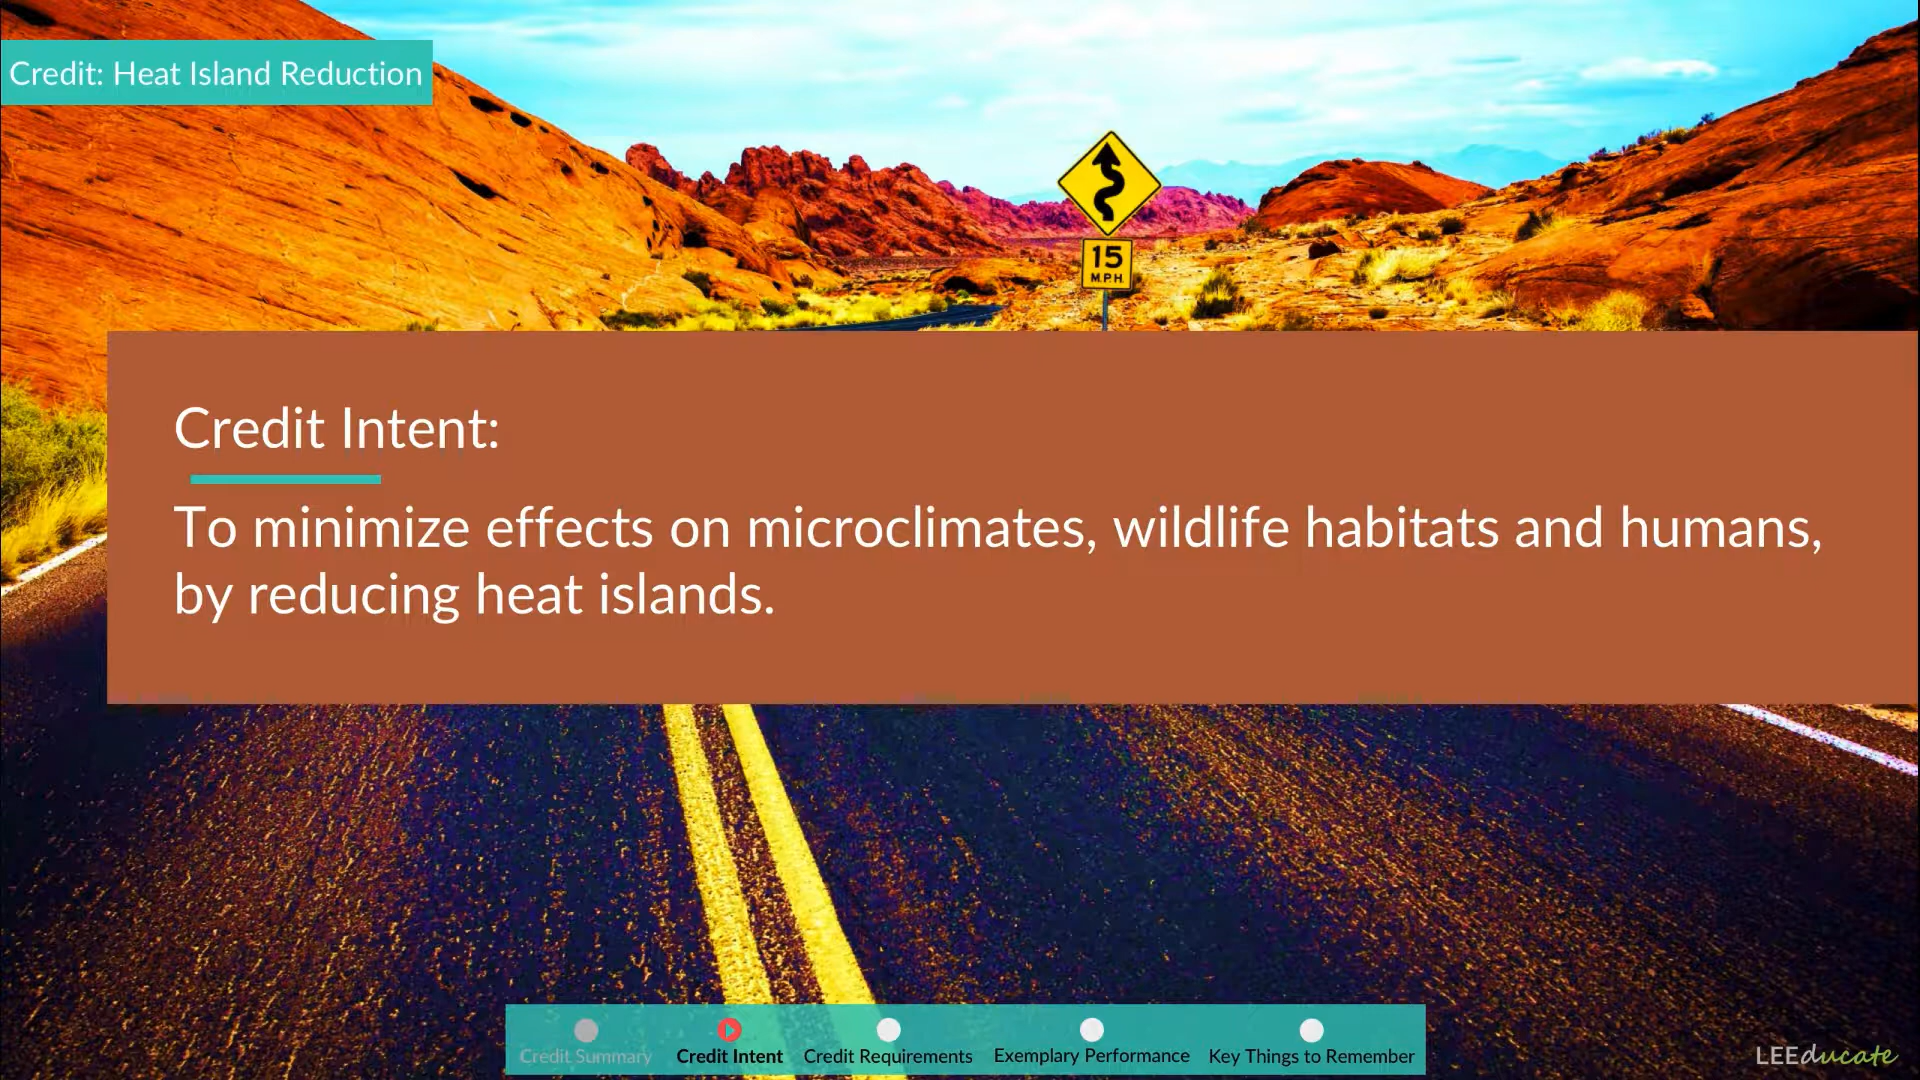 Credit: Heat Island Reduction
15
M.P.H.
Credit Intent:
To minimize effects on microclimates, wildlife habitats and humans,
by reducing heat islands.
Credit Summary
Credit Intent
Credit Requirements
Exemplary Performance
Key Things to Remember
LEEducate